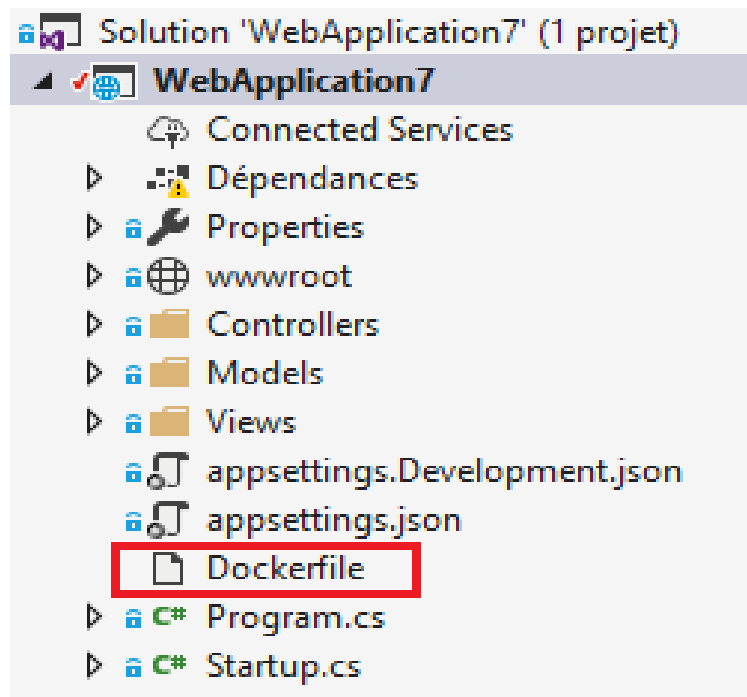 Solution 'WebApplication7' (1 projet)
WebApplication7
Connected Services
Dépendances
Properties
wwwroot
Controllers
Models
Views
appsettings.Development.json
appsettings.json
Dockerfile
C# Program.cs
C# Startup.cs